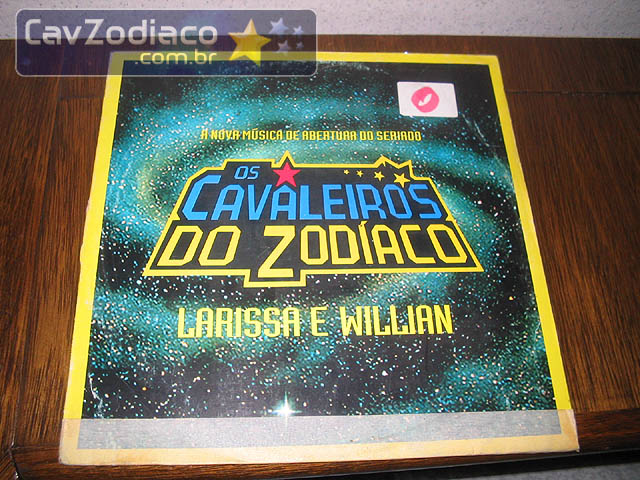 CavZodiaco
.com.br
A NOVA MÚSICA DE ABERTURA DO SERIADO
OS
CAVALEIROS
DO ZODÍACO
LARISSA E WILLIAN